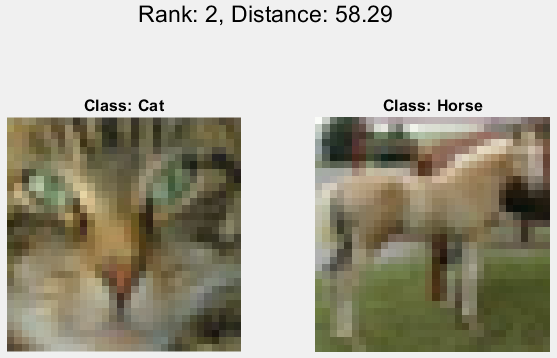 Rank: 2, Distance: 58.29
Class: Cat
Class: Horse